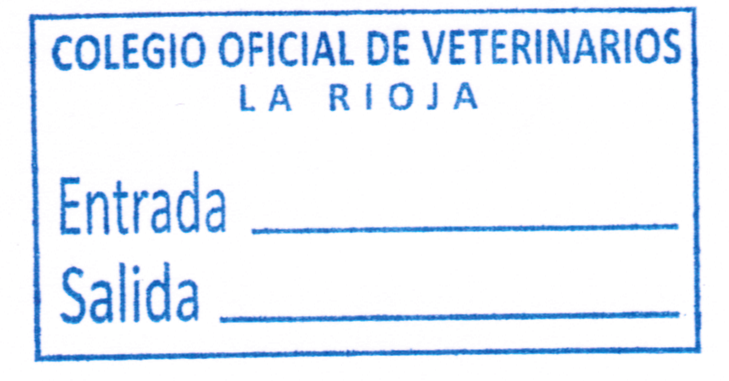 COLEGIO OFICIAL DE VETERINARIOS
LA RIOJA
Entrada
Salida